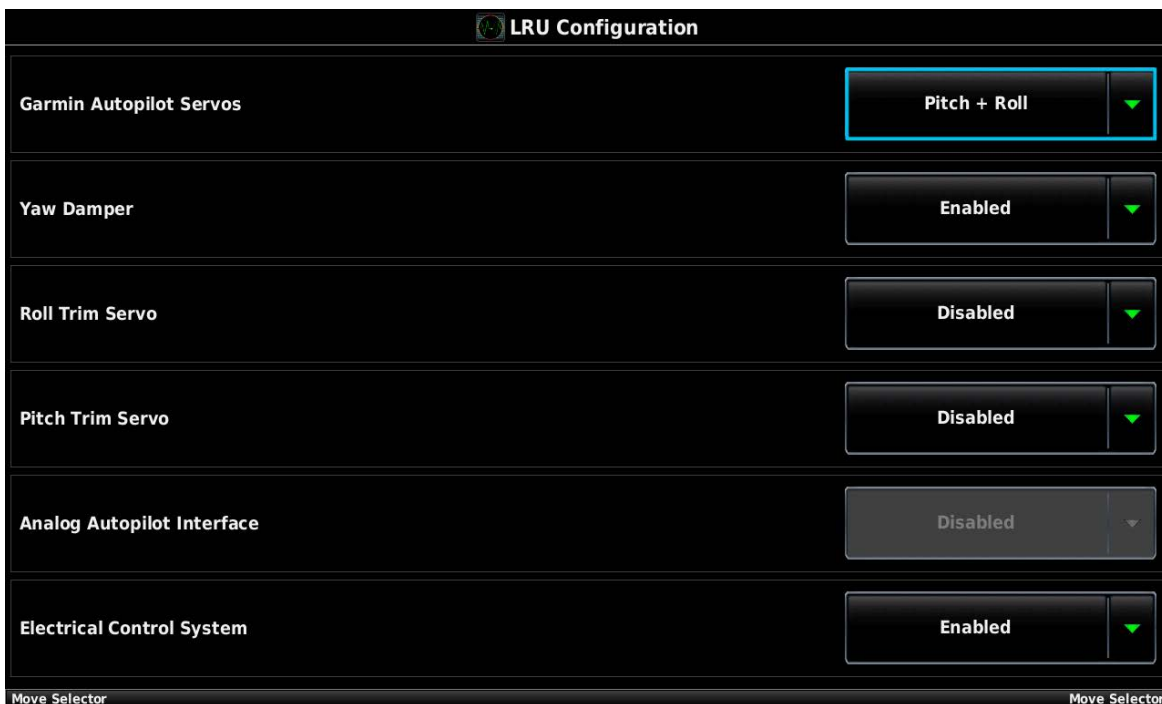 LRU Configuration
Garmin Autopilot Servos
Pitch + Roll
Yaw Damper
Enabled
Roll Trim Servo
Disabled
Pitch Trim Servo
Disabled
Analog Autopilot Interface
Disabled
Electrical Control System
Enabled
Move Selector
Move Selector